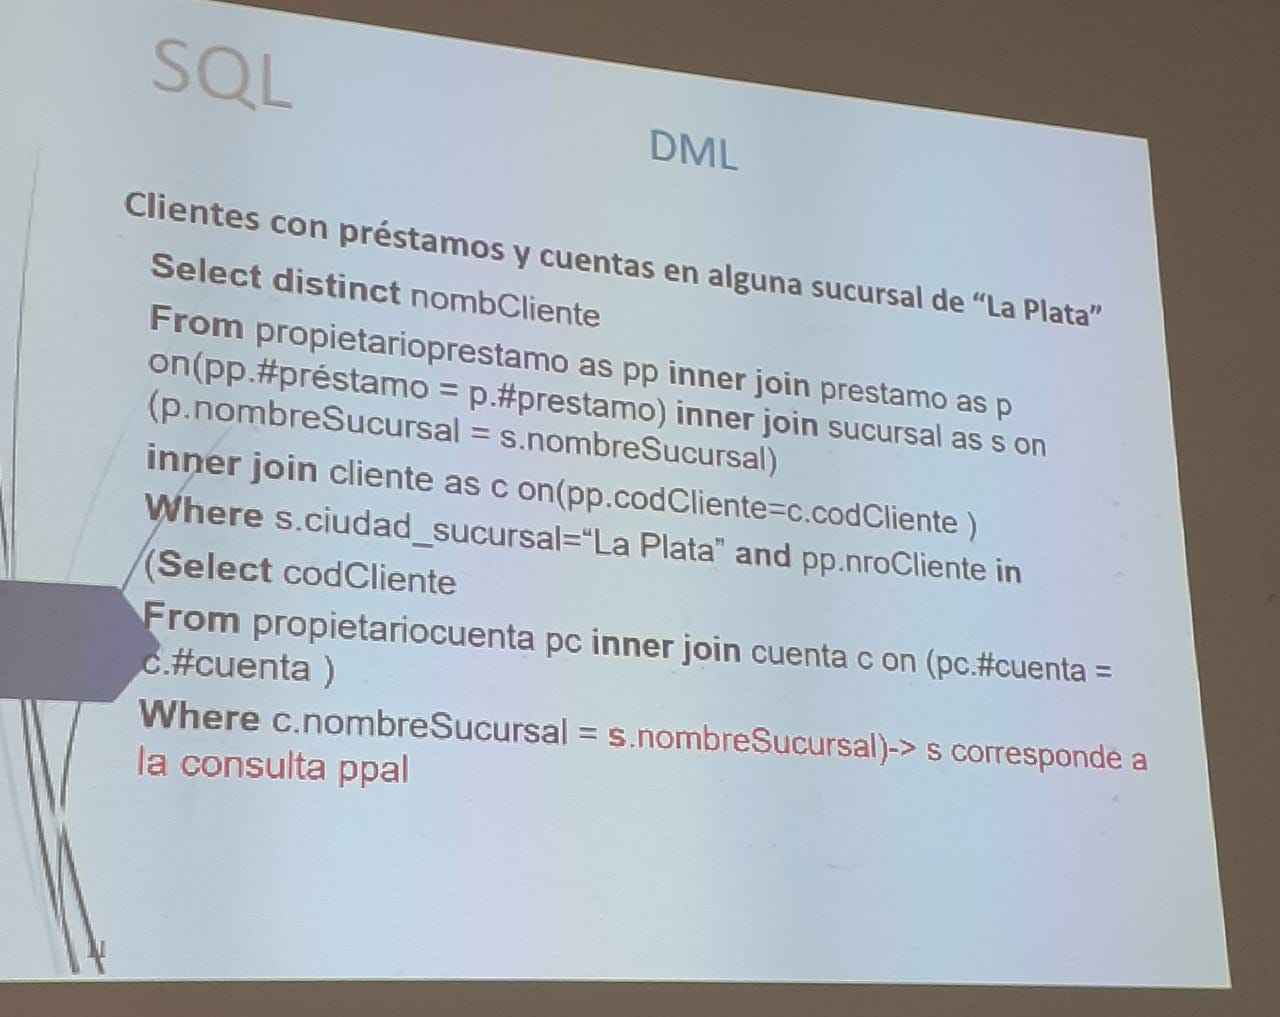 SQL
DML
Clientes con préstamos y cuentas en alguna sucursal de “La Plata”
Select distinct nombCliente
From propietarioprestamo as pp inner join prestamo as p
on(pp.#préstamo = p.#prestamo) inner join sucursal as s on
(p.nombreSucursal = s.nombreSucursal)
inner join cliente as c on(pp.codCliente=c.codCliente )
Where s.ciudad_sucursal=“La Plata” and pp.nroCliente in
(Select codCliente
From propietariocuenta pc inner join cuenta c on (pc.#cuenta =
c.#cuenta )
Where c.nombreSucursal = s.nombreSucursal)-> s corresponde a
la consulta ppal